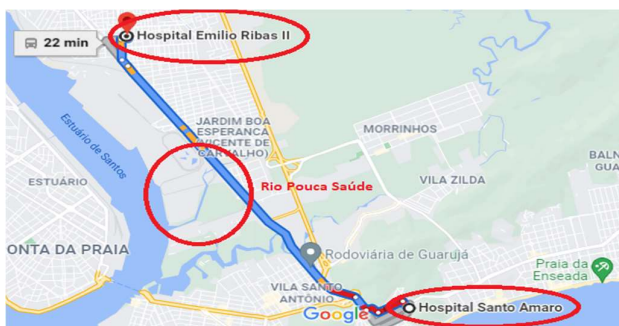 Hospital Emilio Ribas II
22 min
Estuário de Santos
JARDIM BOA
ESPERANCA
(VICENTE DE
CARVALHO)
MORRINHOS
BALN
GUA
ESTUÁRIO
Rio Pouca Saúde
VILA ZILDA
ONTA DA PRAIA
Rodoviária de Guarujá
Praia da
Enseada
VILA SANTO
ANTÔNIO
Google
Hospital Santo Amaro